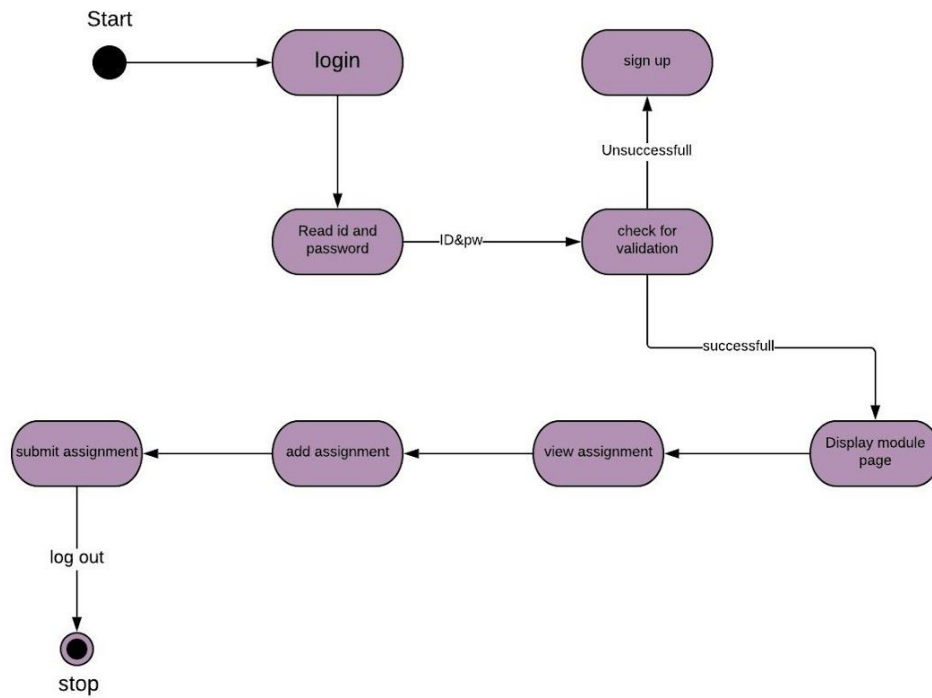 Start
login
sign up
Unsuccessfull
Read id and
password
ID&pw
check for
validation
successfull
submit assignment
add assignment
view assignment
Display module
page
log out
stop